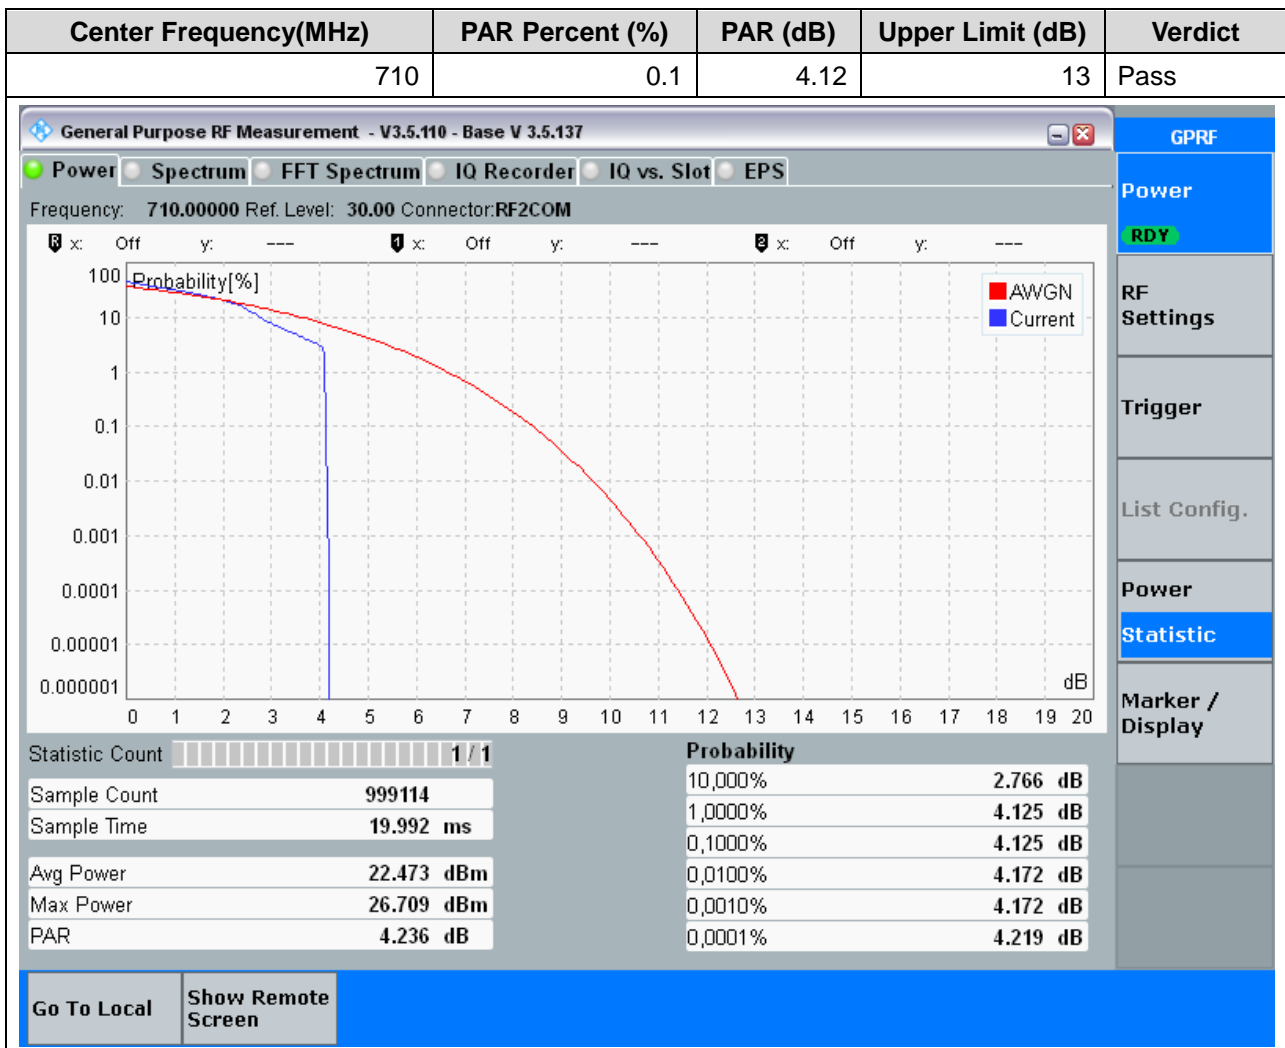 Center Frequency(MHz) PAR Percent (%) PAR (dB) Upper Limit (dB) Verdict
710 0.1 4.12 13 Pass
General Purpose RF Measurement - V3.5.110 - Base V 3.5.137
GPRF
Power Spectrum FFT Spectrum IQ Recorder IQ vs. Slot EPS
Frequency: 710.00000 Ref. Level: 30.00 Connector:RF2COM
R x: Off y: --- 1 x: Off y: --- 2 x: Off y: ---
Probability[%]
AWGN
Current
100
10
1
0.1
0.01
0.001
0.0001
0.00001
0.000001
dB
0 1 2 3 4 5 6 7 8 9 10 11 12 13 14 15 16 17 18 19 20
Statistic Count 1 / 1
Sample Count 999114
Sample Time 19.992 ms
Avg Power 22.473 dBm
Max Power 26.709 dBm
PAR 4.236 dB
Probability
10,000% 2.766 dB
1,0000% 4.125 dB
0,1000% 4.125 dB
0,0100% 4.172 dB
0,0010% 4.172 dB
0,0001% 4.219 dB
Power
RDY
RF
Settings
Trigger
List Config.
Power
Statistic
Marker /
Display
Go To Local
Show Remote
Screen